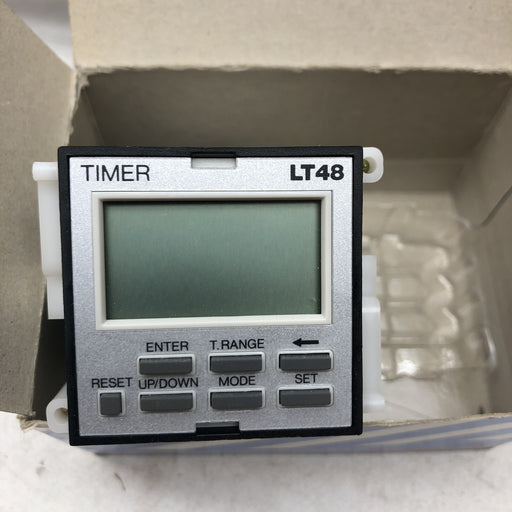 TIMER LT48
ENTER T.RANGE ←
RESET UP/DOWN MODE SET